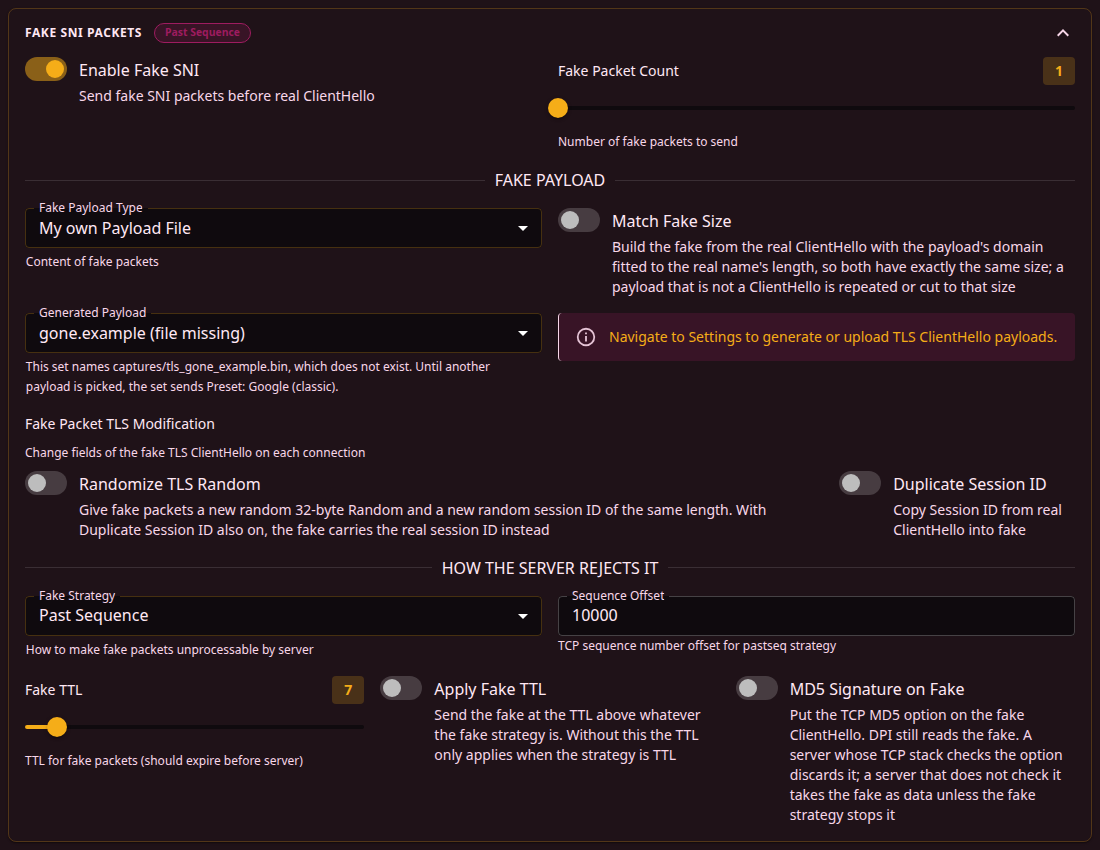 FAKE SNI PACKETS
Past Sequence
Enable Fake SNI
Send fake SNI packets before real ClientHello
Fake Packet Count
1
Number of fake packets to send
FAKE PAYLOAD
Fake Payload Type
My own Payload File
Content of fake packets
Match Fake Size
Build the fake from the real ClientHello with the payload's domain
fitted to the real name's length, so both have exactly the same size; a
payload that is not a ClientHello is repeated or cut to that size
Generated Payload
gone.example (file missing)
This set names captures/tls_gone_example.bin, which does not exist. Until another
payload is picked, the set sends Preset: Google (classic).
Navigate to Settings to generate or upload TLS ClientHello payloads.
Fake Packet TLS Modification
Change fields of the fake TLS ClientHello on each connection
Randomize TLS Random
Give fake packets a new random 32-byte Random and a new random session ID of the same length. With
Duplicate Session ID also on, the fake carries the real session ID instead
Duplicate Session ID
Copy Session ID from real
ClientHello into fake
HOW THE SERVER REJECTS IT
Fake Strategy
Past Sequence
How to make fake packets unprocessable by server
Sequence Offset
10000
TCP sequence number offset for pastseq strategy
Fake TTL
7
TTL for fake packets (should expire before server)
Apply Fake TTL
Send the fake at the TTL above whatever
the fake strategy is. Without this the TTL
only applies when the strategy is TTL
MD5 Signature on Fake
Put the TCP MD5 option on the fake
ClientHello. DPI still reads the fake. A
server whose TCP stack checks the option
discards it; a server that does not check it
takes the fake as data unless the fake
strategy stops it